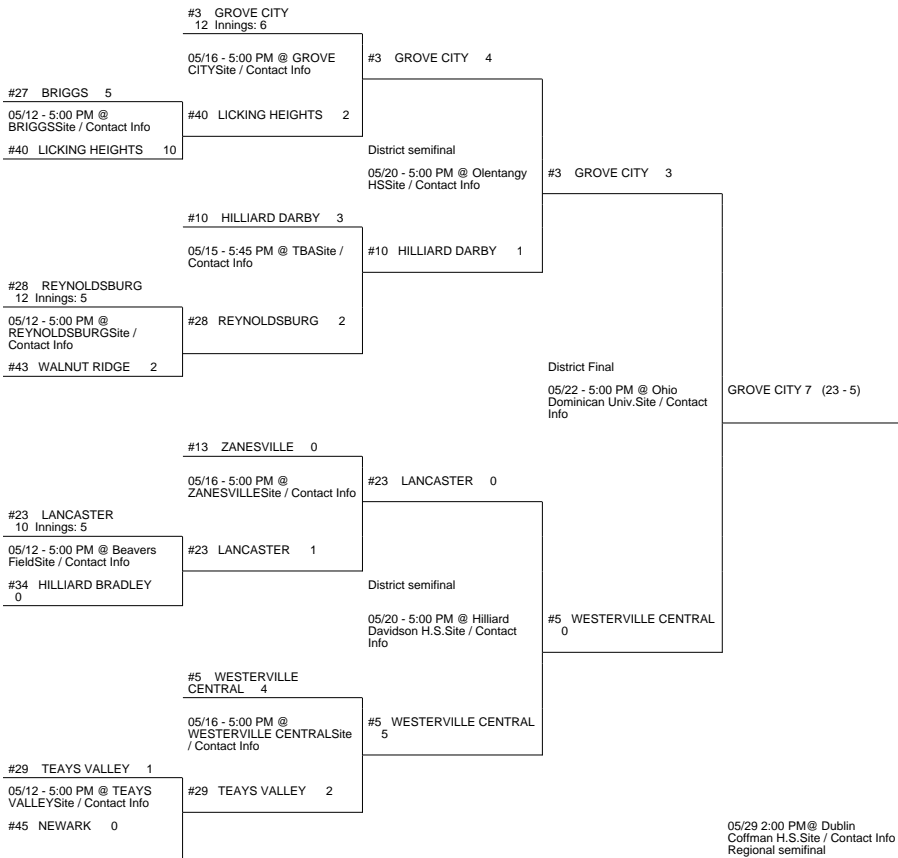 #3 GROVE CITY
12 Innings: 6
05/16 - 5:00 PM @ GROVE
CITYSite / Contact Info
#3 GROVE CITY 4
#27 BRIGGS 5
05/12 - 5:00 PM @
BRIGGSSite / Contact Info
#40 LICKING HEIGHTS 2
#40 LICKING HEIGHTS 10
District semifinal
05/20 - 5:00 PM @ Olentangy
HSSite / Contact Info
#3 GROVE CITY 3
#10 HILLIARD DARBY 3
05/15 - 5:45 PM @ TBASite /
Contact Info
#10 HILLIARD DARBY 1
#28 REYNOLDSBURG
12 Innings: 5
05/12 - 5:00 PM @
REYNOLDSBURGSite /
Contact Info
#28 REYNOLDSBURG 2
#43 WALNUT RIDGE 2
District Final
05/22 - 5:00 PM @ Ohio
Dominican Univ.Site / Contact
Info
GROVE CITY 7 (23 - 5)
#13 ZANESVILLE 0
05/16 - 5:00 PM @
ZANESVILLESite / Contact Info
#23 LANCASTER 0
#23 LANCASTER
10 Innings: 5
05/12 - 5:00 PM @ Beavers
FieldSite / Contact Info
#23 LANCASTER 1
#34 HILLIARD BRADLEY
0
District semifinal
05/20 - 5:00 PM @ Hilliard
Davidson H.S.Site / Contact
Info
#5 WESTERVILLE CENTRAL
0
#5 WESTERVILLE
CENTRAL 4
05/16 - 5:00 PM @
WESTERVILLE CENTRALSite
/ Contact Info
#5 WESTERVILLE CENTRAL
5
#29 TEAYS VALLEY 1
05/12 - 5:00 PM @ TEAYS
VALLEYSite / Contact Info
#29 TEAYS VALLEY 2
#45 NEWARK 0
05/29 2:00 PM@ Dublin
Coffman H.S.Site / Contact Info
Regional semifinal